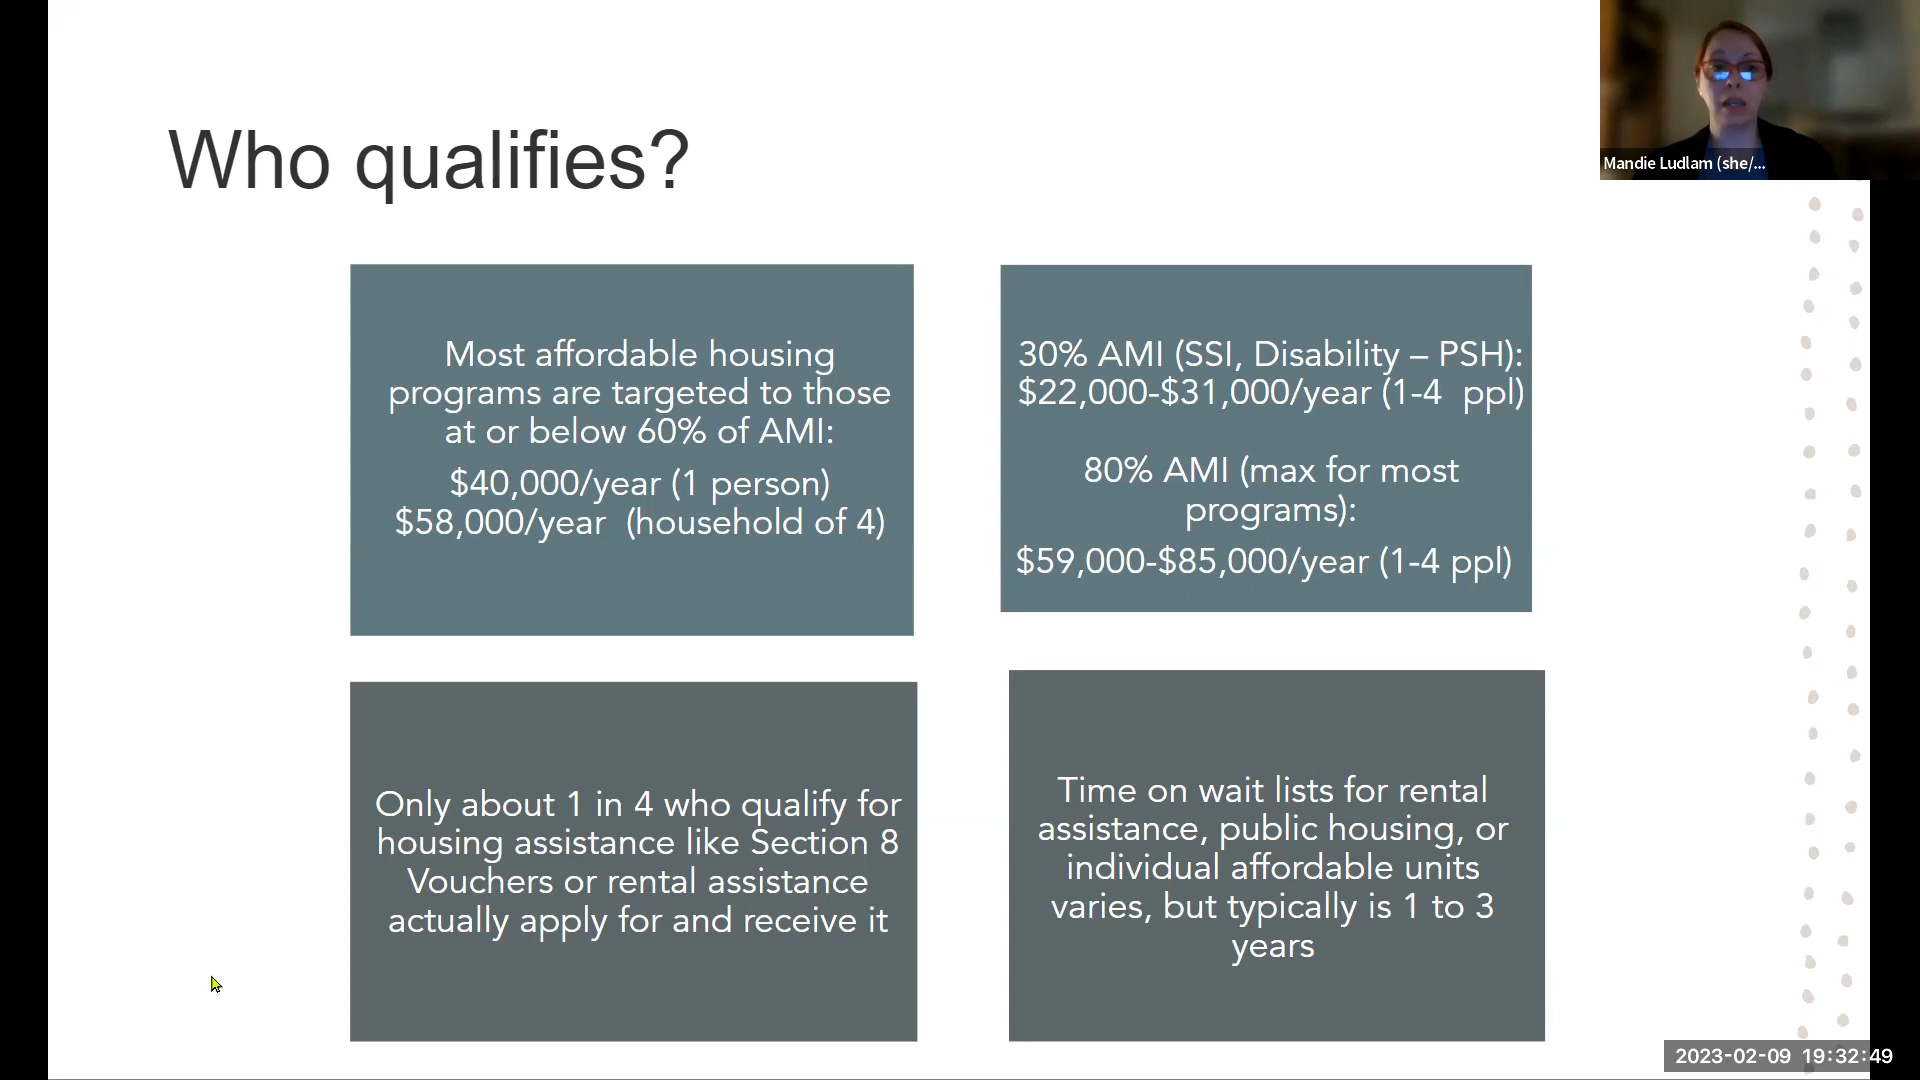 Who qualifies?
Mandie Ludlam (she/...
Most affordable housing
programs are targeted to those
at or below 60% of AMI:
$40,000/year (1 person)
$58,000/year (household of 4)
30% AMI (SSI, Disability – PSH):
$22,000-$31,000/year (1-4 ppl)
80% AMI (max for most
programs):
$59,000-$85,000/year (1-4 ppl)
Only about 1 in 4 who qualify for
housing assistance like Section 8
Vouchers or rental assistance
actually apply for and receive it
Time on wait lists for rental
assistance, public housing, or
individual affordable units
varies, but typically is 1 to 3
years
2023-02-09 19:32:49